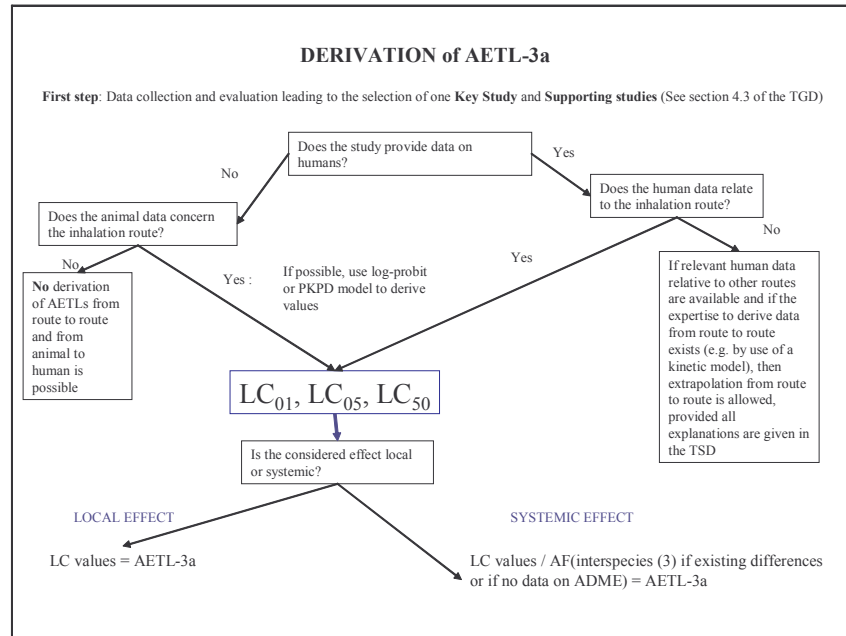 DERIVATION of AETL-3a
First step: Data collection and evaluation leading to the selection of one Key Study and Supporting studies (See section 4.3 of the TGD)
Does the study provide data on
humans?
No
Yes
Does the animal data concern
the inhalation route?
Does the human data relate
to the inhalation route?
No
Yes :
If possible, use log-probit
or PKPD model to derive
values
Yes
No
No derivation
of AETLs from
route to route
and from
animal to
human is
possible
If relevant human data
relative to other routes
are available and if the
expertise to derive data
from route to route
exists (e.g. by use of a
kinetic model), then
extrapolation from route
to route is allowed,
provided all
explanations are given in
the TSD
LC01, LC05, LC50
Is the considered effect local
or systemic?
LOCAL EFFECT
SYSTEMIC EFFECT
LC values = AETL-3a
LC values / AF(interspecies (3) if existing differences
or if no data on ADME) = AETL-3a